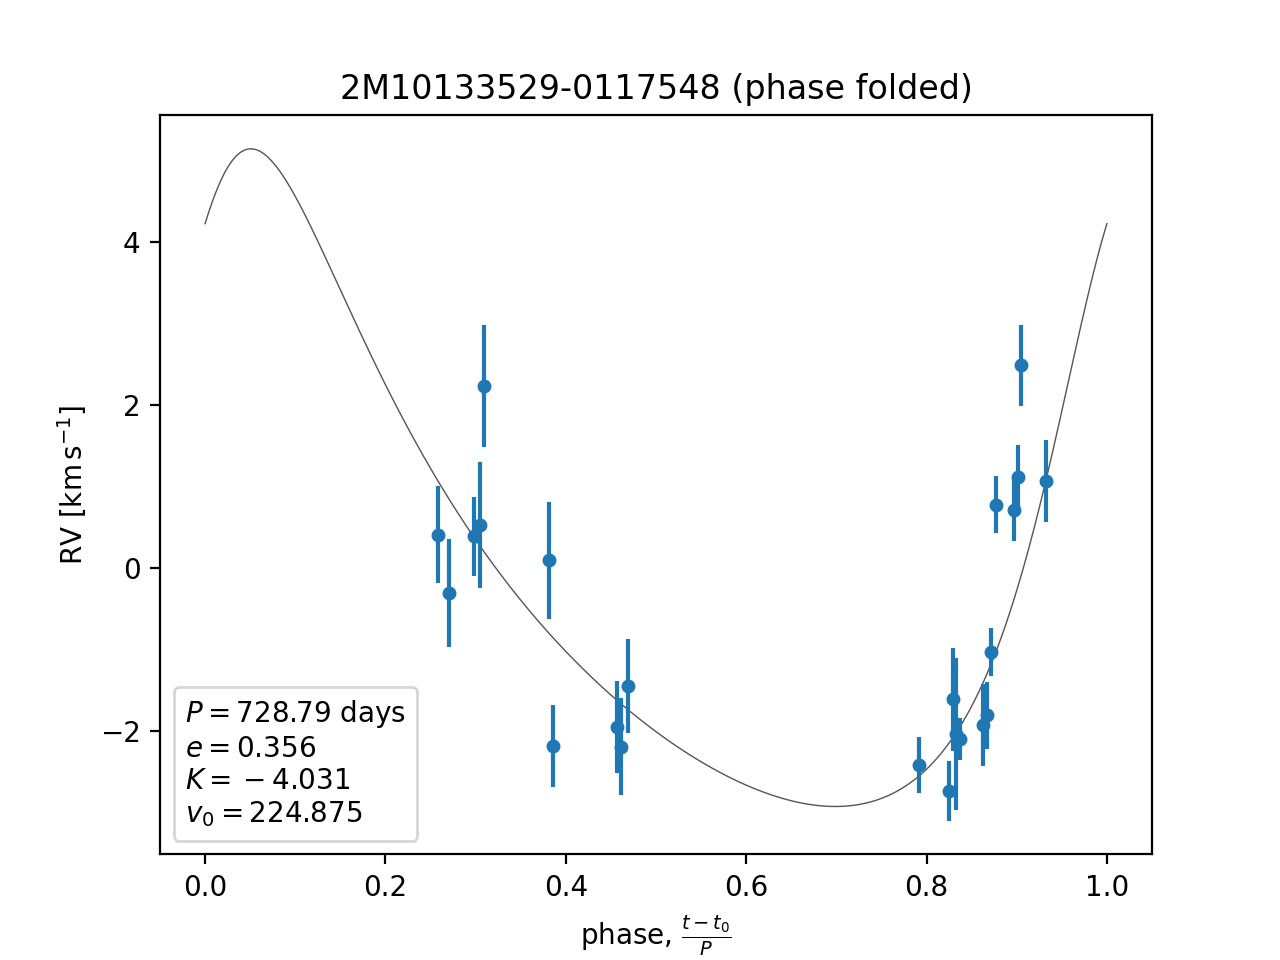 2M10133529-0117548 (phase folded)
RV [km s⁻¹]
4
2
0
−2
P = 728.79 days
e = 0.356
K = −4.031
v₀ = 224.875
0.0 0.2 0.4 0.6 0.8 1.0
phase, (t − t₀)/P